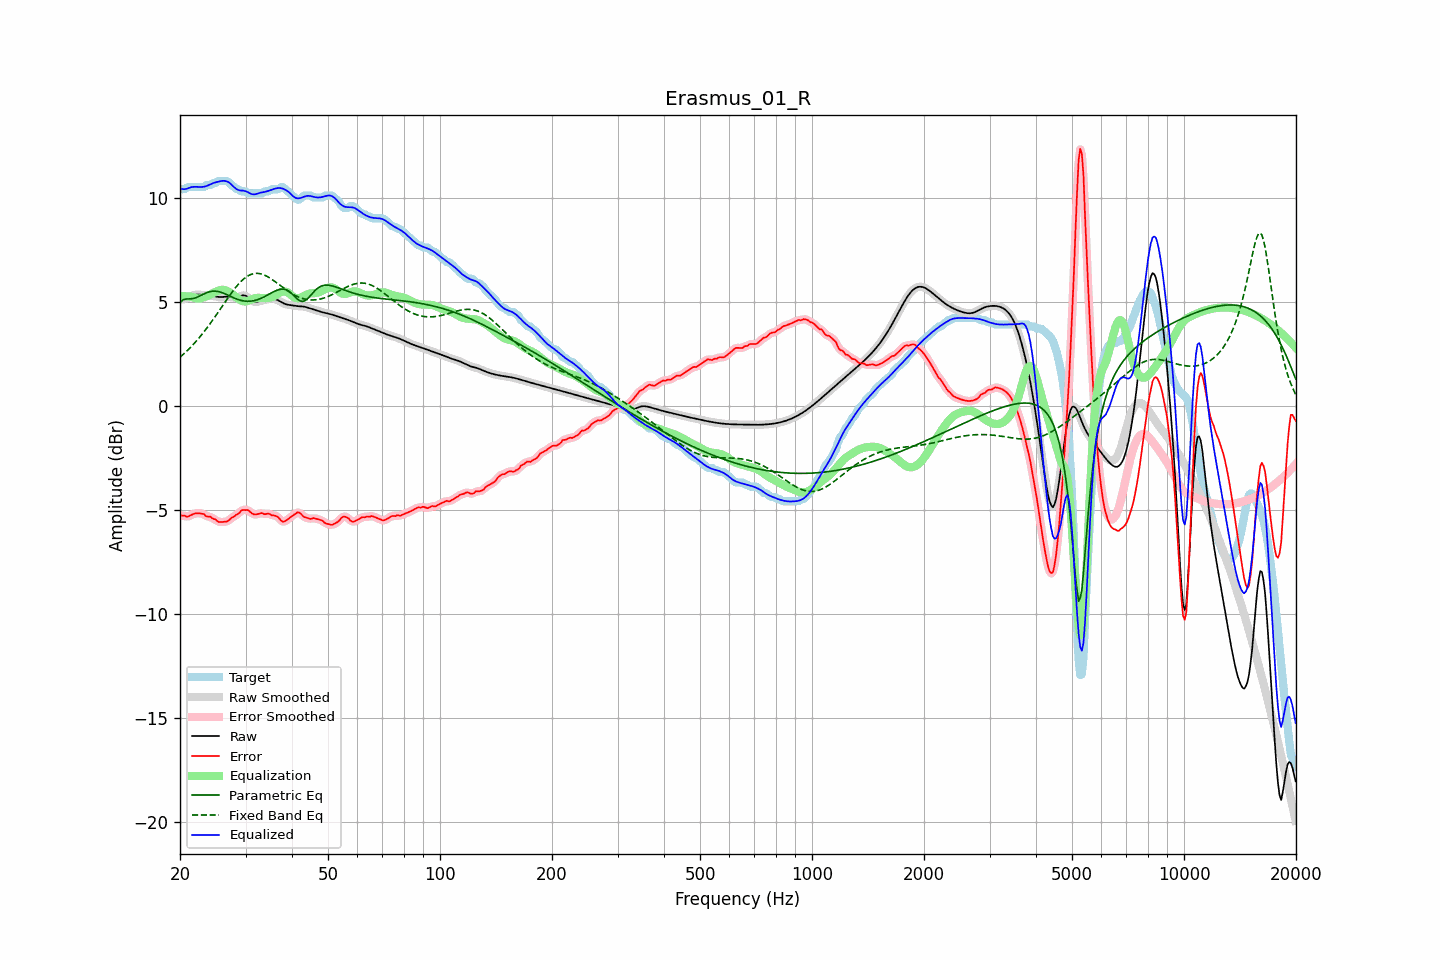 Erasmus_01_R
Amplitude (dBr)
10
5
0
−5
−10
−15
−20
Target
Raw Smoothed
Error Smoothed
Raw
Error
Equalization
Parametric Eq
Fixed Band Eq
Equalized
20
50
100
200
500
1000
2000
5000
10000
20000
Frequency (Hz)